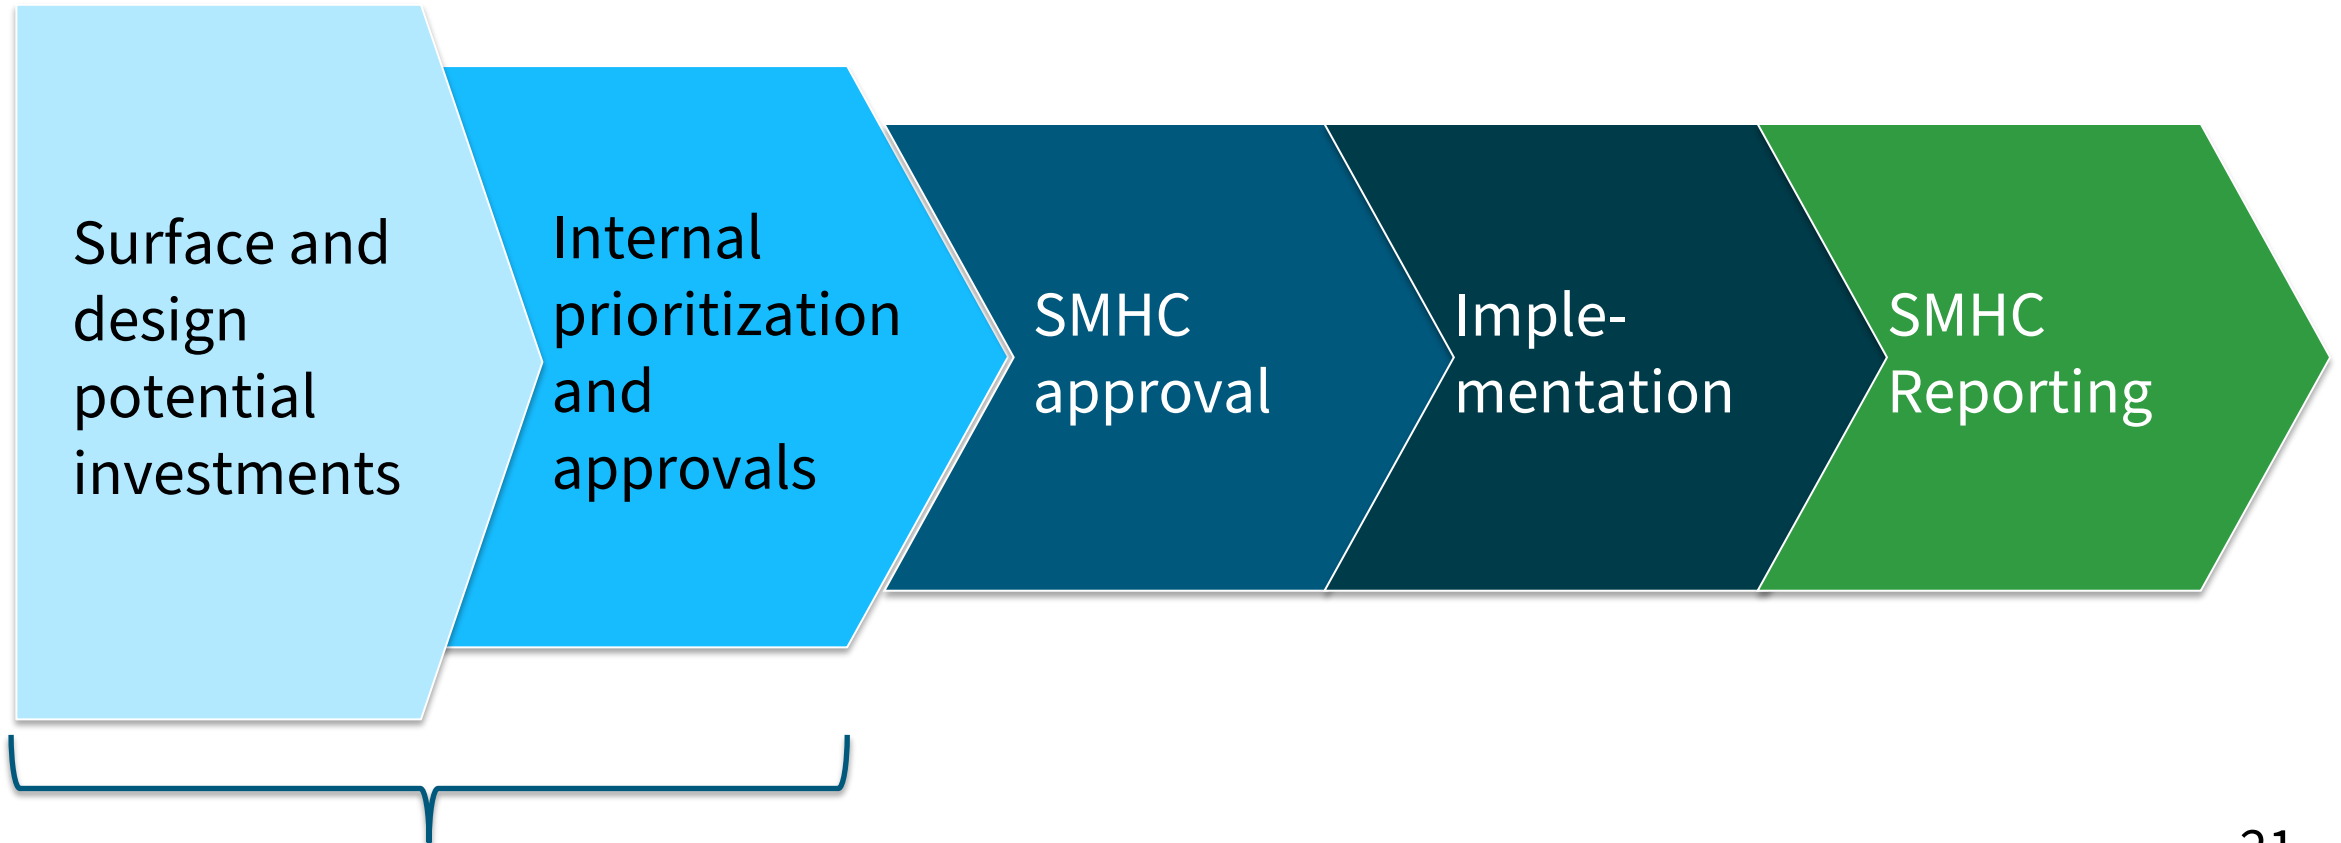 Surface and
design
potential
investments
Internal
prioritization
and
approvals
SMHC
approval
Imple-
mentation
SMHC
Reporting